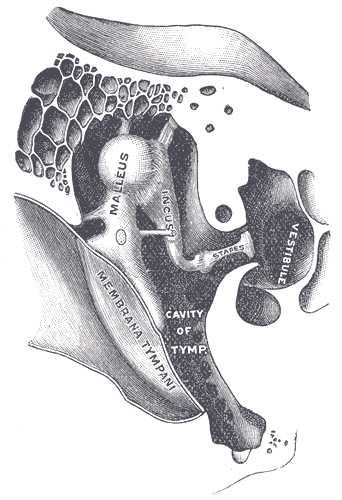 MALLEUS
INCUS
STAPES
VESTIBULE
MEMBRANA TYMPANI
CAVITY
OF
TYMP.